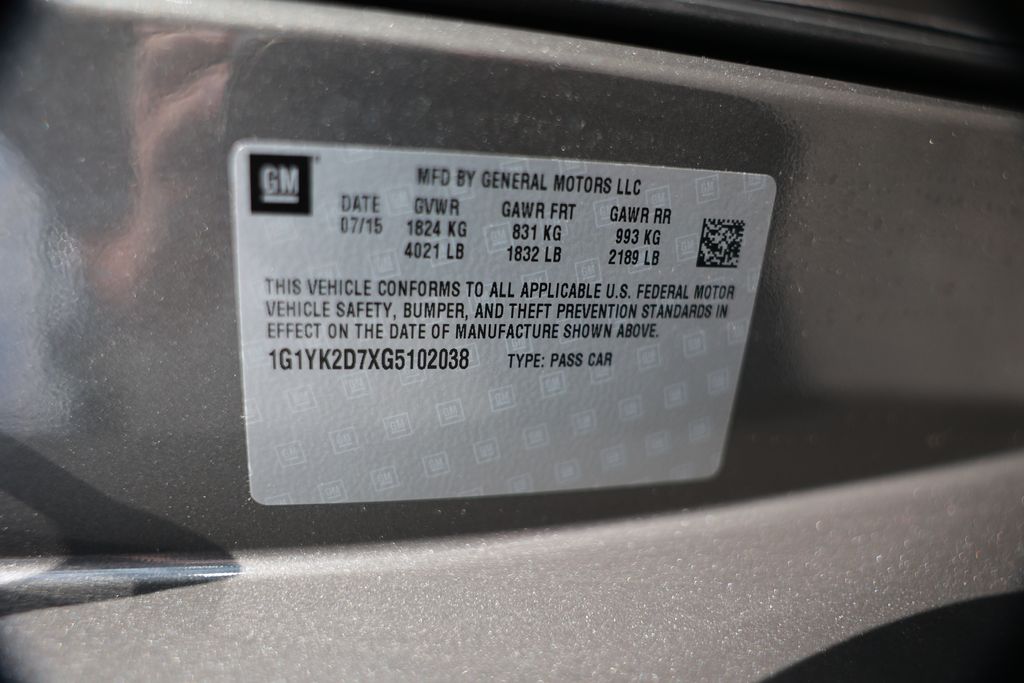 GM
MFD BY GENERAL MOTORS LLC
DATE GVWR GAWR FRT GAWR RR
07/15 1824 KG 831 KG 993 KG
4021 LB 1832 LB 2189 LB
THIS VEHICLE CONFORMS TO ALL APPLICABLE U.S. FEDERAL MOTOR
VEHICLE SAFETY, BUMPER, AND THEFT PREVENTION STANDARDS IN
EFFECT ON THE DATE OF MANUFACTURE SHOWN ABOVE.
1G1YK2D7XG5102038 TYPE: PASS CAR